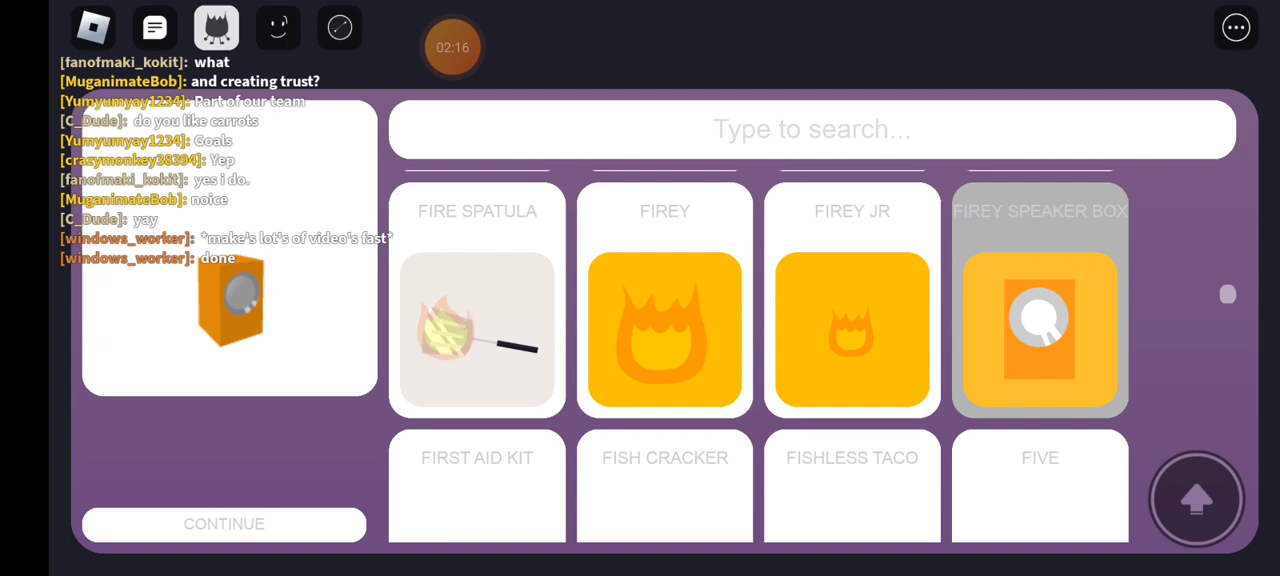 02:16
[fanofmaki_kokit]: what
[MuganimateBob]: and creating trust?
[Yumyumyay1234]: Part of our team
[C_Dude]: do you like carrots
[Yumyumyay1234]: Goals
[crazymonkey38394]: Yep
[fanofmaki_kokit]: yes i do.
[MuganimateBob]: noice
[C_Dude]: yay
[windows_worker]: *make's lot's of video's fast*
[windows_worker]: done
Type to search...
FIRE SPATULA
FIREY
FIREY JR
FIREY SPEAKER BOX
FIRST AID KIT
FISH CRACKER
FISHLESS TACO
FIVE
CONTINUE